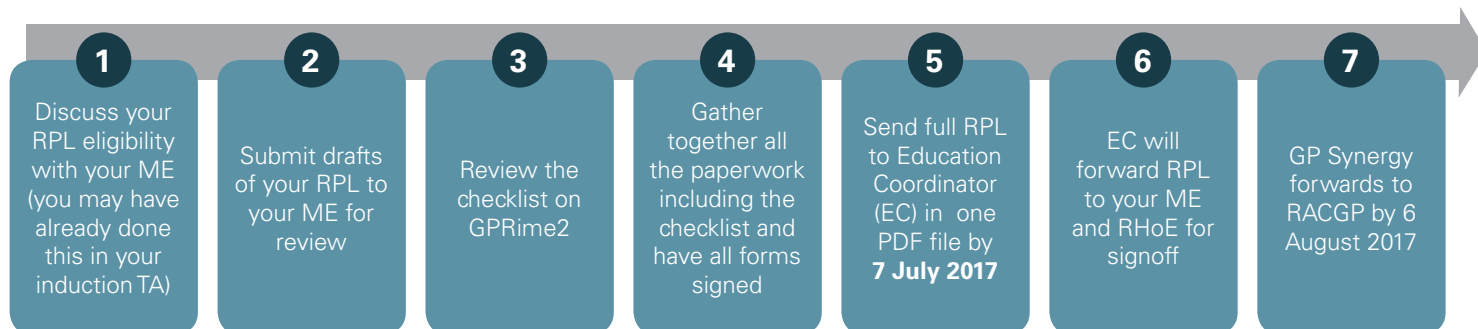 1
Discuss your
RPL eligibility
with your ME
(you may have
already done
this in your
induction TA)
2
Submit drafts
of your RPL to
your ME for
review
3
Review the
checklist on
GPRime2
4
Gather
together all
the paperwork
including the
checklist and
have all forms
signed
5
Send full RPL
to Education
Coordinator
(EC) in one
PDF file by
7 July 2017
6
EC will
forward RPL
to your ME
and RHoE for
signoff
7
GP Synergy
forwards to
RACGP by 6
August 2017